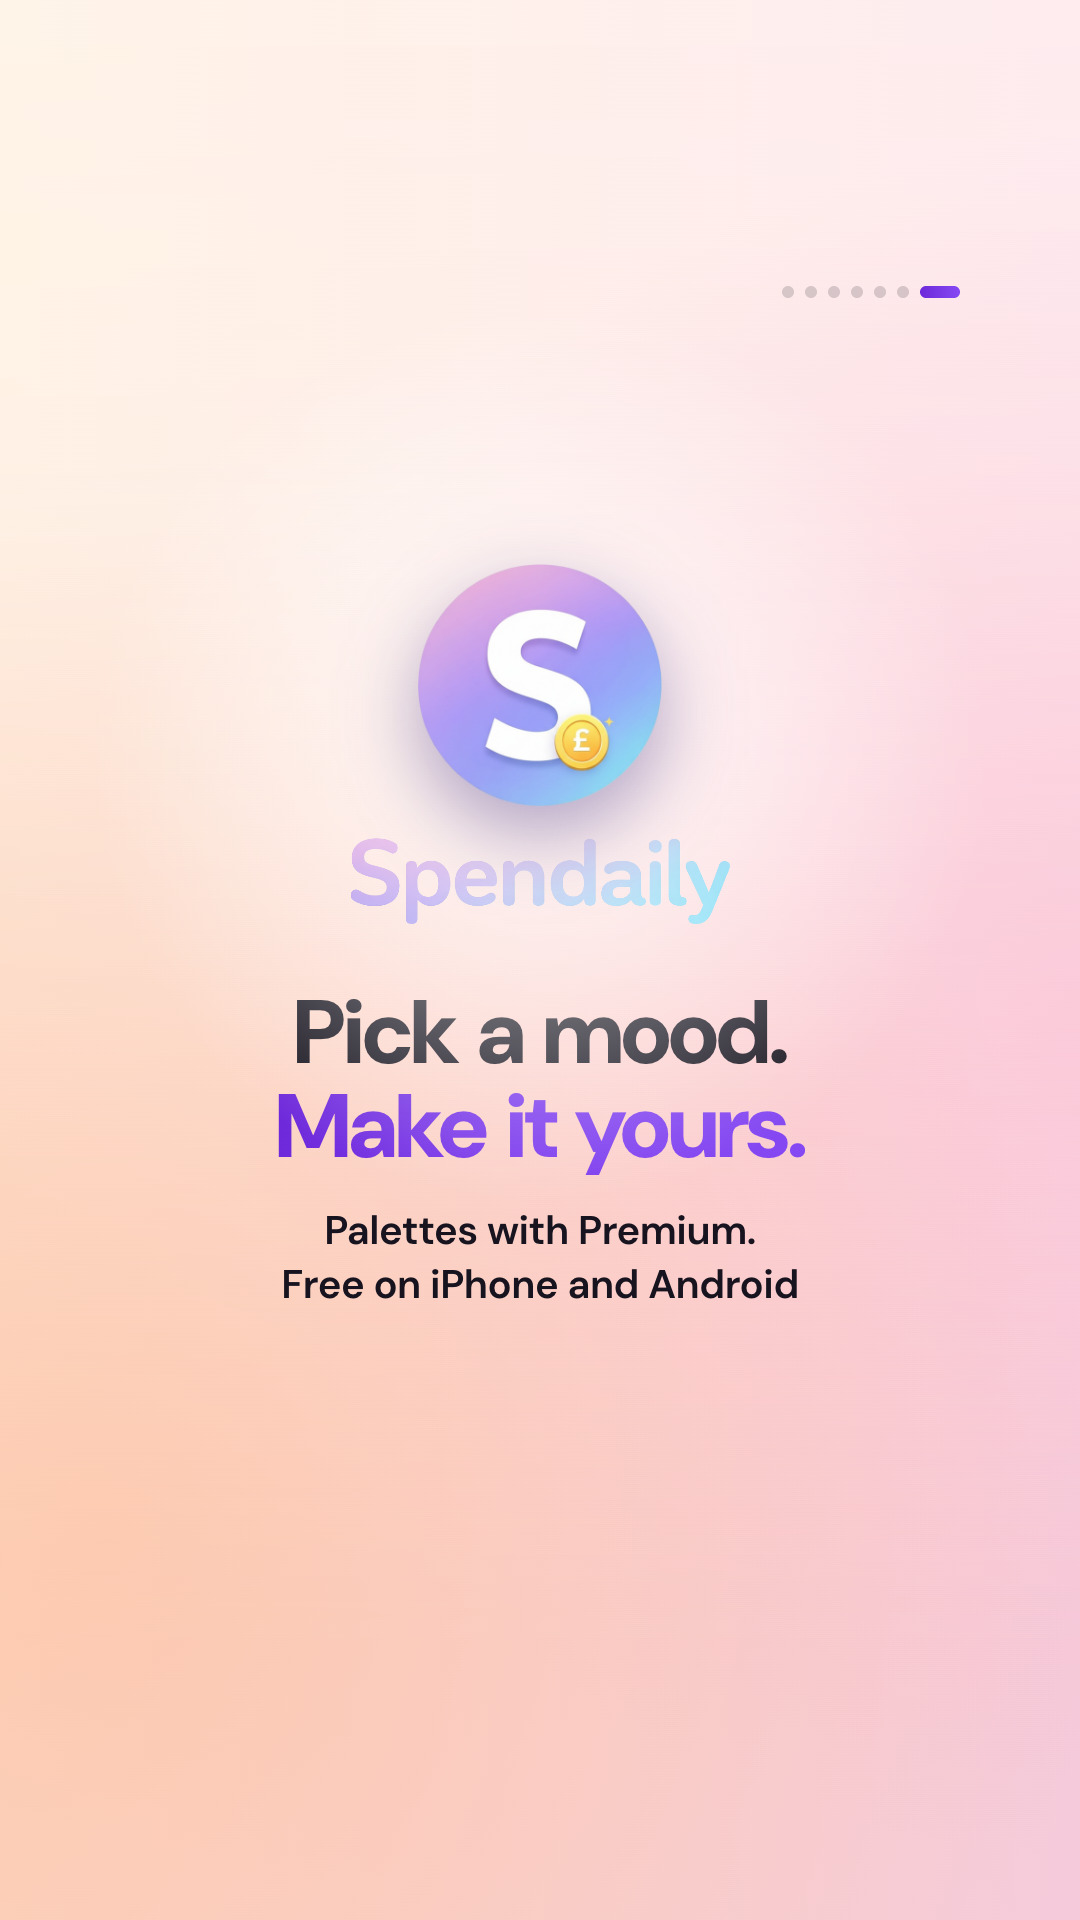 S
£
Spendaily
Pick a mood.
Make it yours.
Palettes with Premium.
Free on iPhone and Android